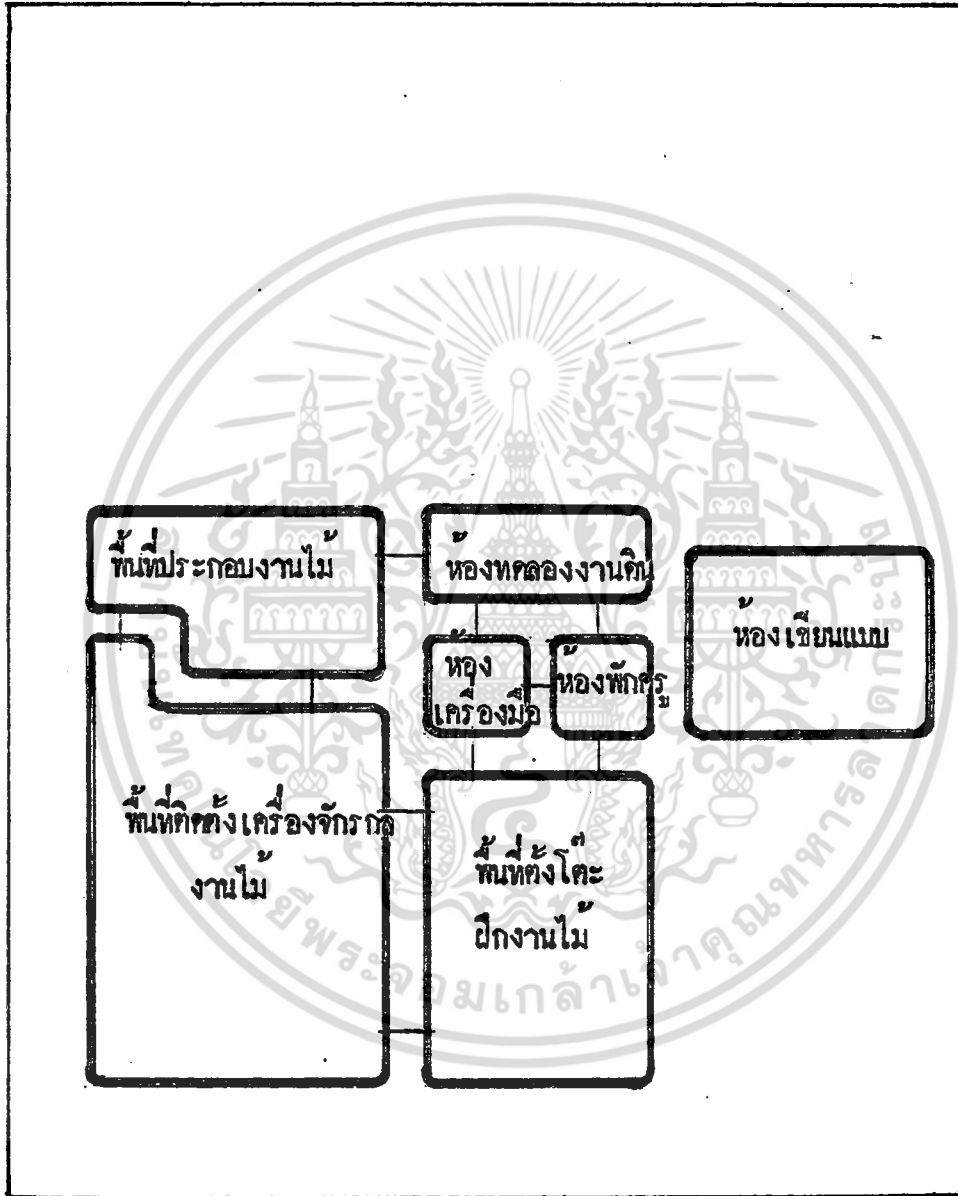 พื้นที่ประกอบงานไม้
ห้องทดลองงานดิน
ห้อง
เครื่องมือ
ห้องพักครู
ห้องเขียนแบบ
พื้นที่ติดตั้งเครื่องจักรกล
งานไม้
พื้นที่ตั้งโต๊ะ
ฝึกงานไม้